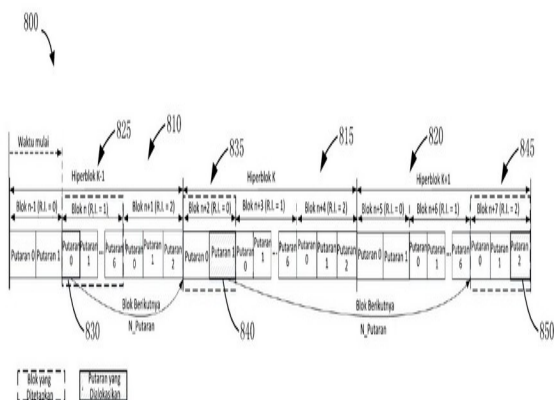 800
825
810
835
815
820
845
Waktu mulai
Hiperblok K-1
Hiperblok K
Hiperblok K+1
Blok n-1 (R.I. = 0)
Blok n (R.I. = 1)
Blok n+1 (R.I. = 2)
Blok n+2 (R.I. = 0)
Blok n+3 (R.I. = 1)
Blok n+4 (R.I. = 2)
Blok n+5 (R.I. = 0)
Blok n+6 (R.I. = 1)
Blok n+7 (R.I. = 2)
Putaran 0
Putaran 1
Putaran 0
Putaran 1
...
Putaran 6
Putaran 0
Putaran 1
Putaran 2
Putaran 0
Putaran 1
Putaran 0
Putaran 1
...
Putaran 6
Putaran 0
Putaran 1
Putaran 2
Putaran 0
Putaran 1
Putaran 0
Putaran 1
...
Putaran 6
Putaran 0
Putaran 1
Putaran 2
830
Blok Berikutnya
N_Putaran
840
Blok Berikutnya
N_Putaran
850
Blok yang
Ditetapkan
Putaran yang
Dialokasikan